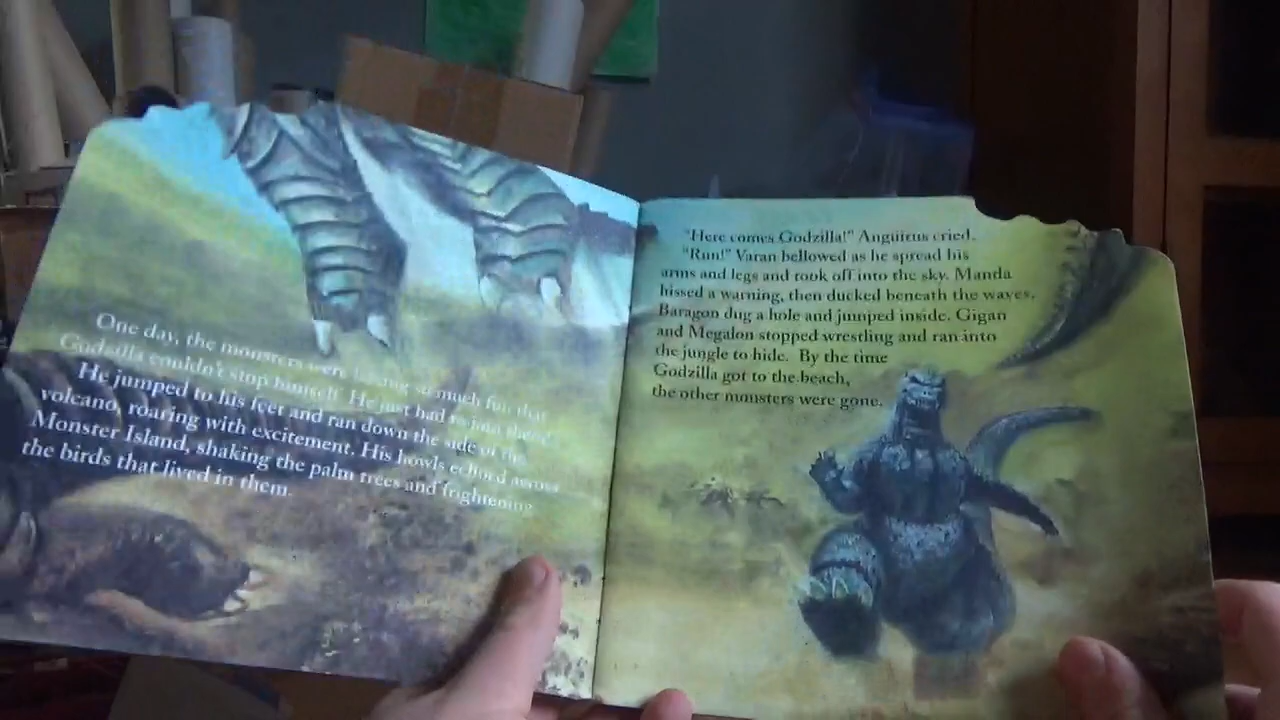 One day, the monsters were having so much fun that
Godzilla couldn't stop himself. He just had to join them!
He jumped to his feet and ran down the side of the
volcano, roaring with excitement. His howls echoed across
Monster Island, shaking the palm trees and frightening
the birds that lived in them.
"Here comes Godzilla!" Angüirus cried.
"Run!" Varan bellowed as he spread his
arms and legs and took off into the sky. Manda
hissed a warning, then ducked beneath the waves.
Baragon dug a hole and jumped inside. Gigan
and Megalon stopped wrestling and ran into
the jungle to hide. By the time
Godzilla got to the beach,
the other monsters were gone.